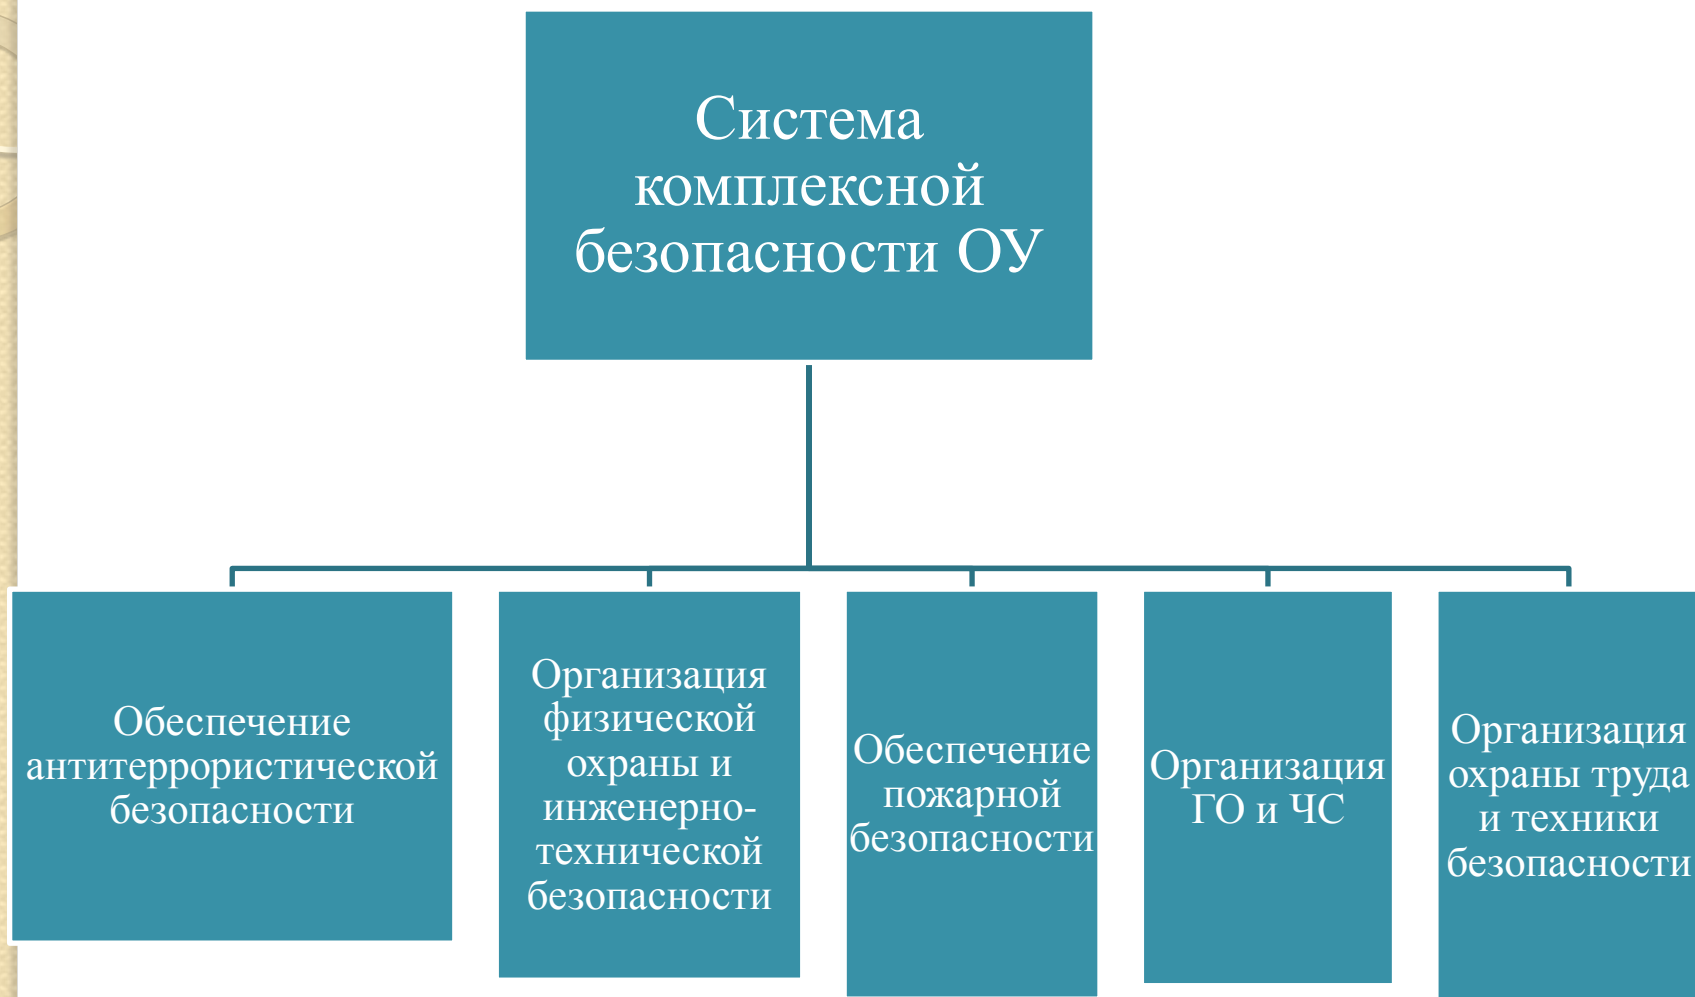 Система
комплексной
безопасности ОУ
Обеспечение
антитеррористической
безопасности
Организация
физической
охраны и
инженерно-
технической
безопасности
Обеспечение
пожарной
безопасности
Организация
ГО и ЧС
Организация
охраны труда
и техники
безопасности